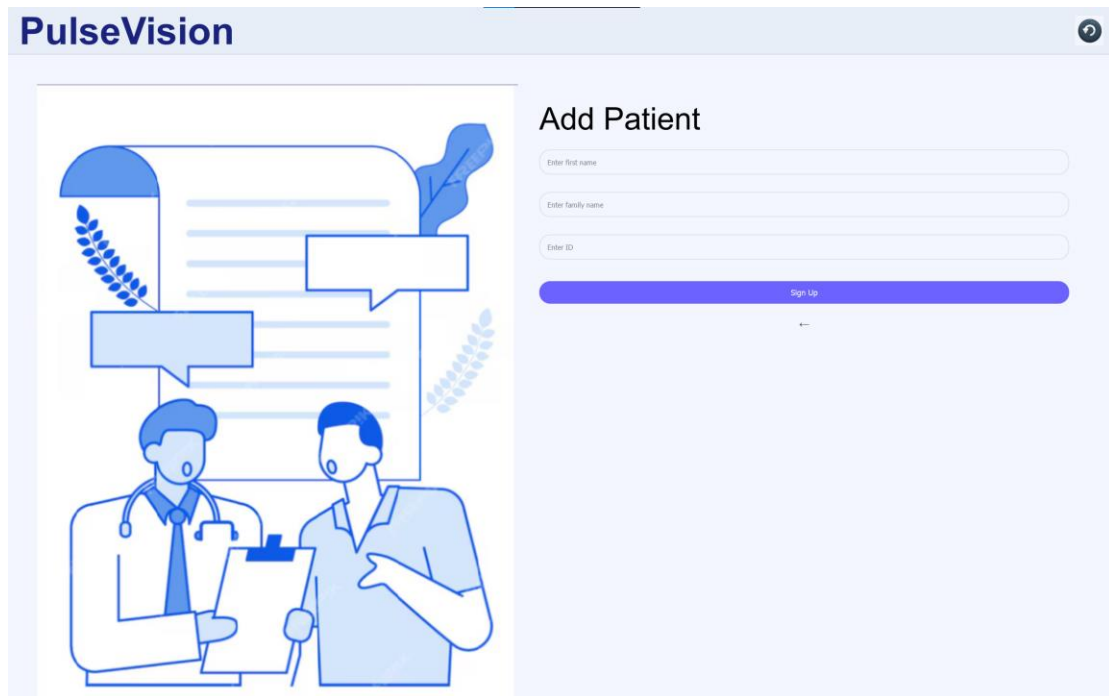 PulseVision
Add Patient
Enter first name
Enter family name
Enter ID
Sign Up
←